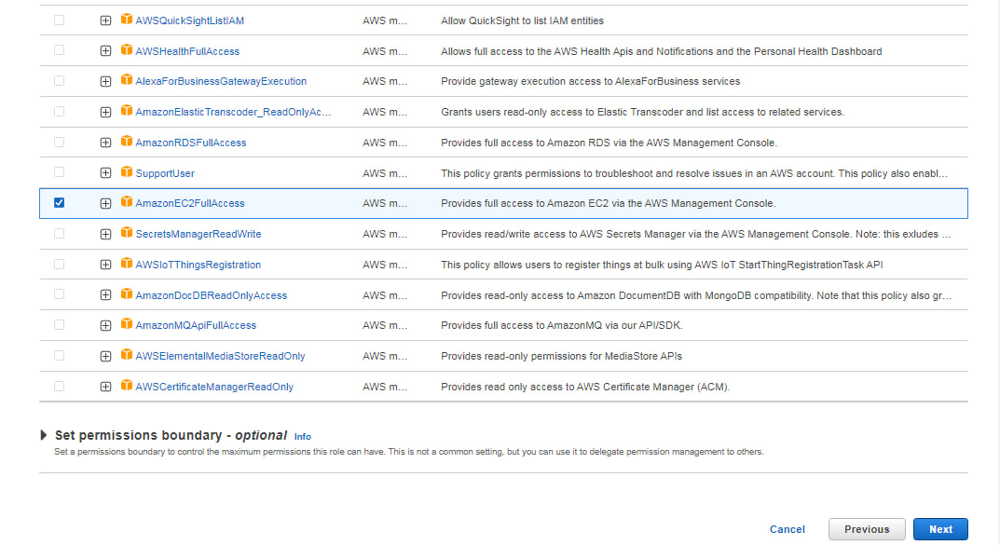 AWSQuickSightListIAM AWS m... Allow QuickSight to list IAM entities
AWSHealthFullAccess AWS m... Allows full access to the AWS Health Apis and Notifications and the Personal Health Dashboard
AlexaForBusinessGatewayExecution AWS m... Provide gateway execution access to AlexaForBusiness services
AmazonElasticTranscoder_ReadOnlyAc... AWS m... Grants users read-only access to Elastic Transcoder and list access to related services.
AmazonRDSFullAccess AWS m... Provides full access to Amazon RDS via the AWS Management Console.
SupportUser AWS m... This policy grants permissions to troubleshoot and resolve issues in an AWS account. This policy also enabl...
AmazonEC2FullAccess AWS m... Provides full access to Amazon EC2 via the AWS Management Console.
SecretsManagerReadWrite AWS m... Provides read/write access to AWS Secrets Manager via the AWS Management Console. Note: this exludes ...
AWSIoTThingsRegistration AWS m... This policy allows users to register things at bulk using AWS IoT StartThingRegistrationTask API
AmazonDocDBReadOnlyAccess AWS m... Provides read-only access to Amazon DocumentDB with MongoDB compatibility. Note that this policy also gr...
AmazonMQApiFullAccess AWS m... Provides full access to AmazonMQ via our API/SDK.
AWSElementalMediaStoreReadOnly AWS m... Provides read-only permissions for MediaStore APIs
AWSCertificateManagerReadOnly AWS m... Provides read only access to AWS Certificate Manager (ACM).
Set permissions boundary - optional Info
Set a permissions boundary to control the maximum permissions this role can have. This is not a common setting, but you can use it to delegate permission management to others.
Cancel Previous Next